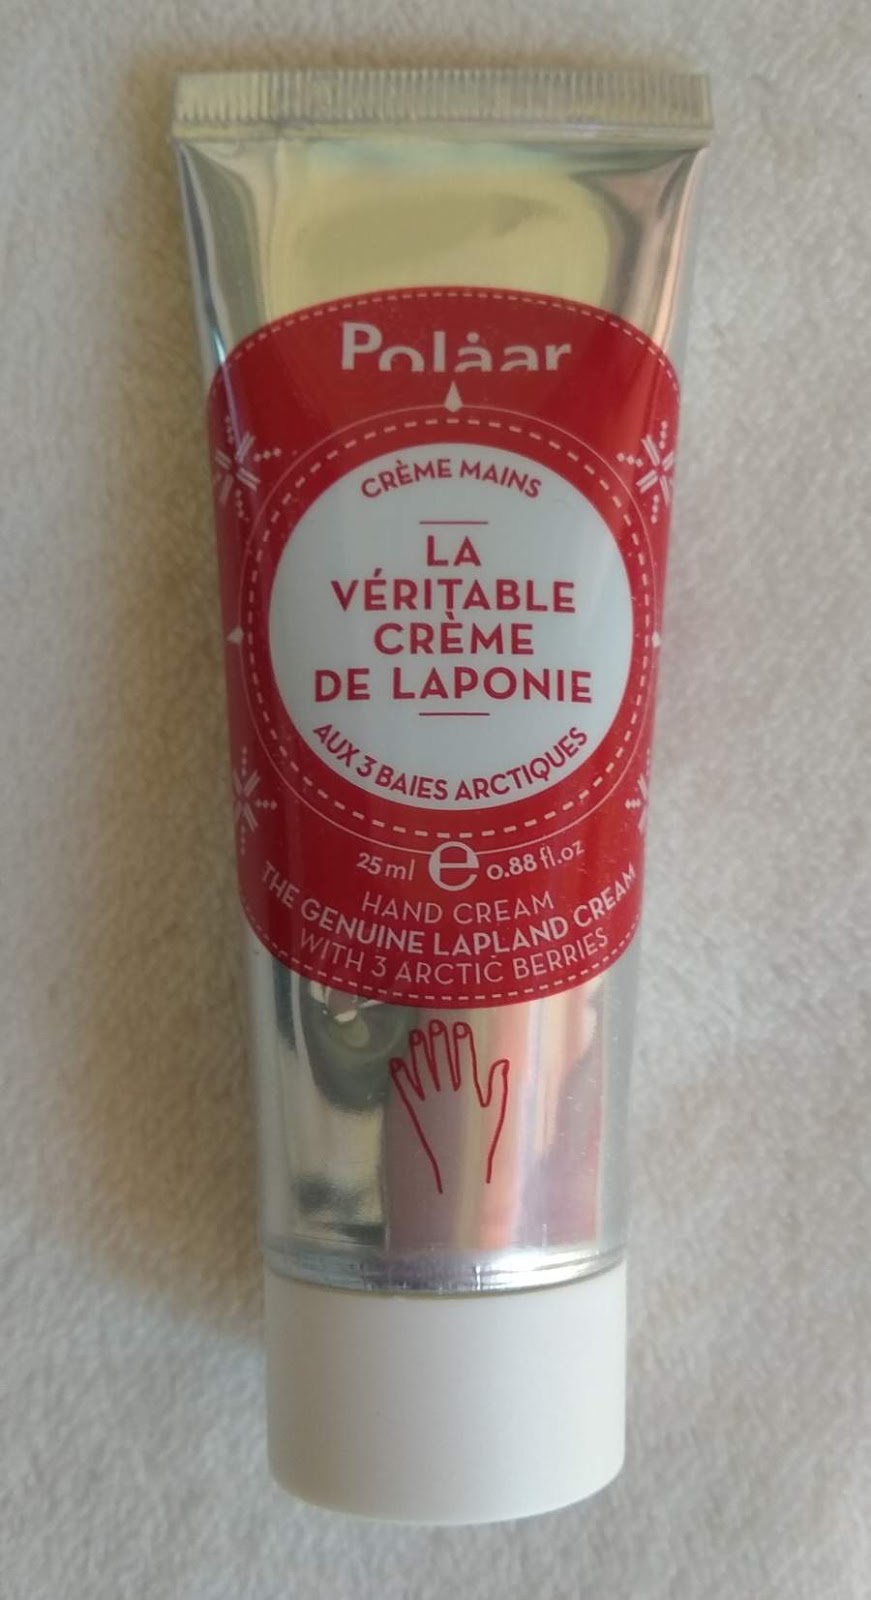 Polåar
CRÈME MAINS
LA
VÉRITABLE
CRÈME
DE LAPONIE
AUX 3 BAIES ARCTIQUES
25 ml e 0.88 fl.oz
HAND CREAM
THE GENUINE LAPLAND CREAM
WITH 3 ARCTIC BERRIES